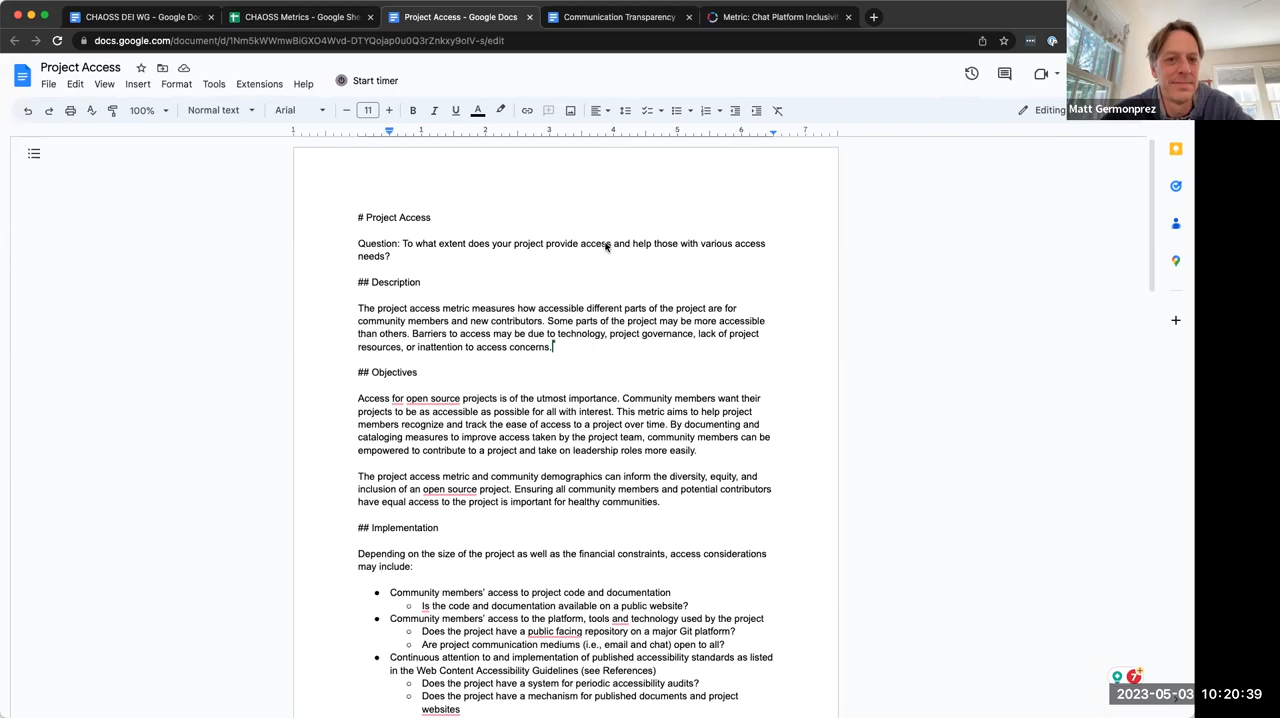 CHAOSS DEI WG - Google Doc
CHAOSS Metrics - Google She
Project Access - Google Docs
Communication Transparency
Metric: Chat Platform Inclusivi
docs.google.com/document/d/1Nm5kWWmwBiGXO4Wvd-DTYQojap0u0Q3rZnkxy9oIV-s/edit
Project Access
File Edit View Insert Format Tools Extensions Help
Start timer
100% Normal text Arial 11
B I U A
Editing
Matt Germonprez
1 1 2 3 4 5 6 7
# Project Access
Question: To what extent does your project provide access and help those with various access
needs?
## Description
The project access metric measures how accessible different parts of the project are for
community members and new contributors. Some parts of the project may be more accessible
than others. Barriers to access may be due to technology, project governance, lack of project
resources, or inattention to access concerns.
## Objectives
Access for open source projects is of the utmost importance. Community members want their
projects to be as accessible as possible for all with interest. This metric aims to help project
members recognize and track the ease of access to a project over time. By documenting and
cataloging measures to improve access taken by the project team, community members can be
empowered to contribute to a project and take on leadership roles more easily.
The project access metric and community demographics can inform the diversity, equity, and
inclusion of an open source project. Ensuring all community members and potential contributors
have equal access to the project is important for healthy communities.
## Implementation
Depending on the size of the project as well as the financial constraints, access considerations
may include:
● Community members' access to project code and documentation
○ Is the code and documentation available on a public website?
● Community members' access to the platform, tools and technology used by the project
○ Does the project have a public facing repository on a major Git platform?
○ Are project communication mediums (i.e., email and chat) open to all?
● Continuous attention to and implementation of published accessibility standards as listed
in the Web Content Accessibility Guidelines (see References)
○ Does the project have a system for periodic accessibility audits?
○ Does the project have a mechanism for published documents and project
websites
7
2023-05-03 10:20:39